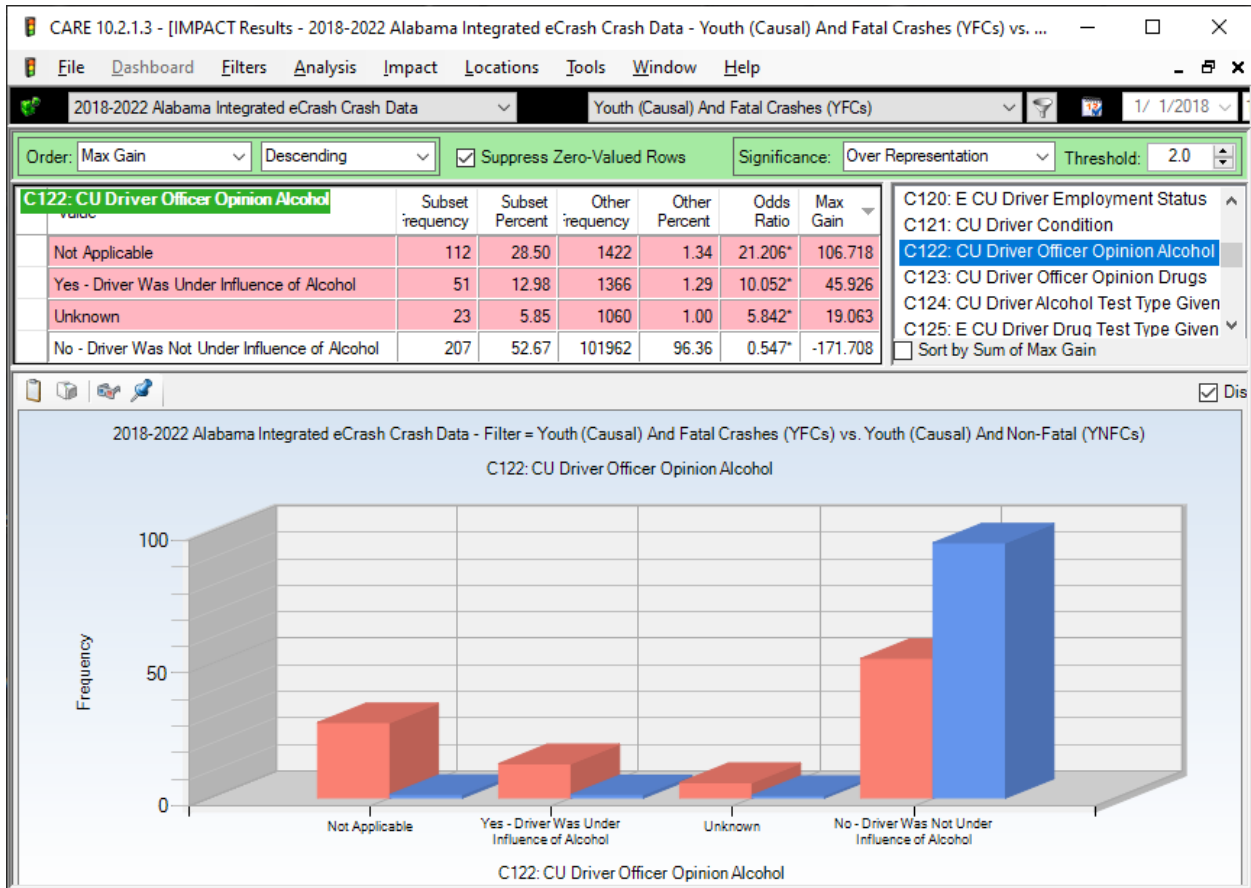 CARE 10.2.1.3 - [IMPACT Results - 2018-2022 Alabama Integrated eCrash Crash Data - Youth (Causal) And Fatal Crashes (YFCs) vs. ...
File Dashboard Filters Analysis Impact Locations Tools Window Help
2018-2022 Alabama Integrated eCrash Crash Data Youth (Causal) And Fatal Crashes (YFCs) 1/ 1/2018
Order: Max Gain Descending Suppress Zero-Valued Rows Significance: Over Representation Threshold: 2.0
C122: CU Driver Officer Opinion Alcohol
Subset Frequency Subset Percent Other Frequency Other Percent Odds Ratio Max Gain
Not Applicable 112 28.50 1422 1.34 21.206* 106.718
Yes - Driver Was Under Influence of Alcohol 51 12.98 1366 1.29 10.052* 45.926
Unknown 23 5.85 1060 1.00 5.842* 19.063
No - Driver Was Not Under Influence of Alcohol 207 52.67 101962 96.36 0.547* -171.708
C120: E CU Driver Employment Status
C121: CU Driver Condition
C122: CU Driver Officer Opinion Alcohol
C123: CU Driver Officer Opinion Drugs
C124: CU Driver Alcohol Test Type Given
C125: E CU Driver Drug Test Type Given
Sort by Sum of Max Gain
Dis
2018-2022 Alabama Integrated eCrash Crash Data - Filter = Youth (Causal) And Fatal Crashes (YFCs) vs. Youth (Causal) And Non-Fatal (YNFCs)
C122: CU Driver Officer Opinion Alcohol
100
50
0
Frequency
Not Applicable
Yes - Driver Was Under
Influence of Alcohol
Unknown
No - Driver Was Not Under
Influence of Alcohol
C122: CU Driver Officer Opinion Alcohol